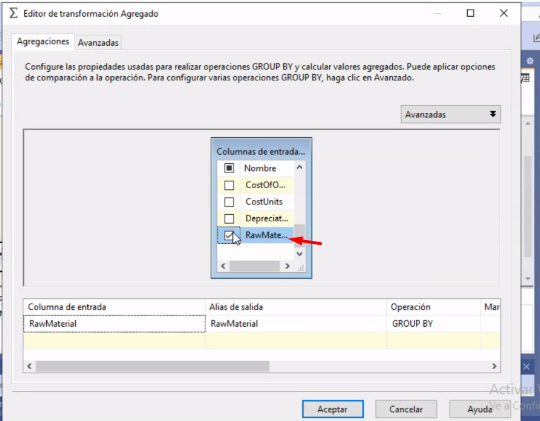 Editor de transformación Agregado
Agregaciones Avanzadas
Configure las propiedades usadas para realizar operaciones GROUP BY y calcular valores agregados. Puede aplicar opciones
de comparación a la operación. Para configurar varias operaciones GROUP BY, haga clic en Avanzado.
Avanzadas
Columnas de entrada...
Nombre
CostOfO...
CostUnits
Depreciat...
RawMate...
Columna de entrada Alias de salida Operación Mar
RawMaterial RawMaterial GROUP BY
Activar
Ve a Confi
Aceptar Cancelar Ayuda